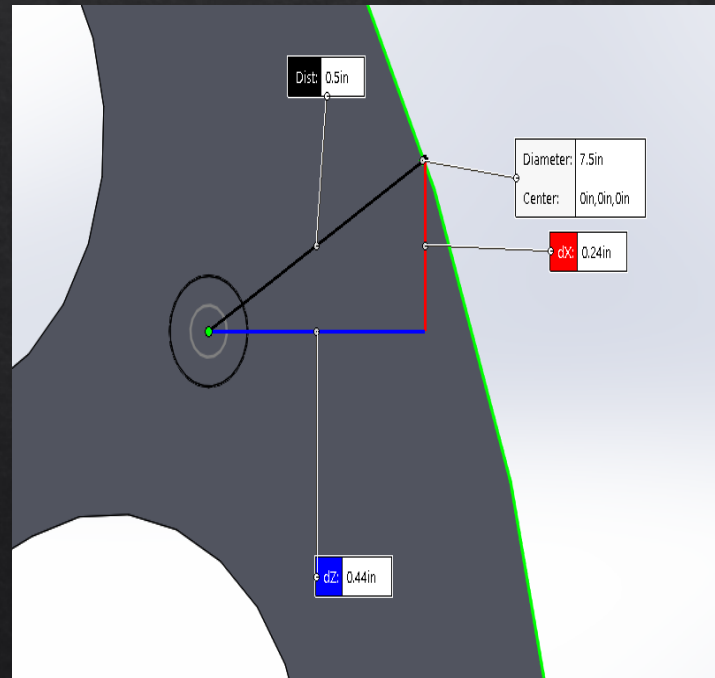 Dist: 0.5in
Diameter: 7.5in
Center: 0in,0in,0in
dX: 0.24in
dZ: 0.44in